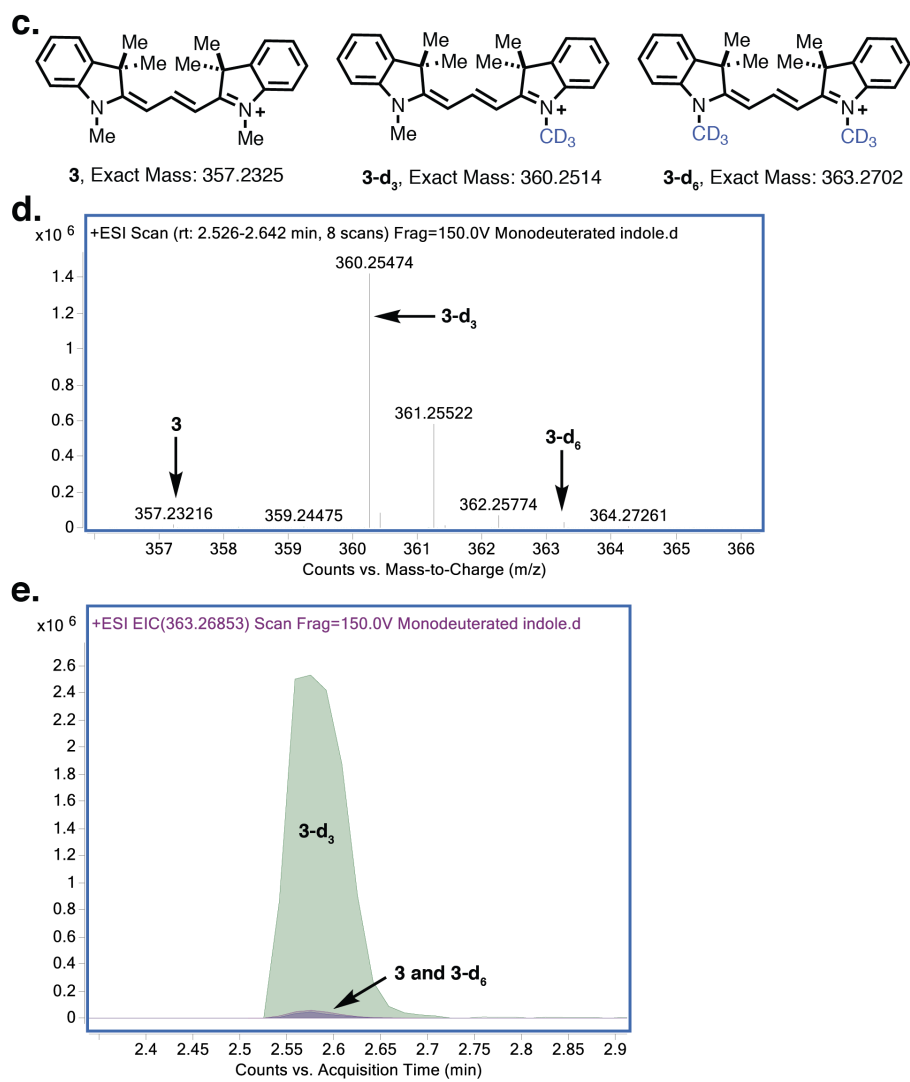 c.
Me Me Me Me Me Me
Me Me Me Me Me Me
N N+ N N+ N N+
Me Me Me CD3 CD3 CD3
3, Exact Mass: 357.2325 3-d3, Exact Mass: 360.2514 3-d6, Exact Mass: 363.2702
d.
x10 6
+ESI Scan (rt: 2.526-2.642 min, 8 scans) Frag=150.0V Monodeuterated indole.d
360.25474
1.4
1.2
3-d3
1
0.8
361.25522
0.6
3
3-d6
0.4
0.2
357.23216 359.24475 362.25774 364.27261
0
357 358 359 360 361 362 363 364 365 366
Counts vs. Mass-to-Charge (m/z)
e.
x10 6
+ESI EIC(363.26853) Scan Frag=150.0V Monodeuterated indole.d
2.6
2.4
2.2
2
1.8
1.6
1.4
3-d3
1.2
1
0.8
0.6
0.4
3 and 3-d6
0.2
0
2.4 2.45 2.5 2.55 2.6 2.65 2.7 2.75 2.8 2.85 2.9
Counts vs. Acquisition Time (min)